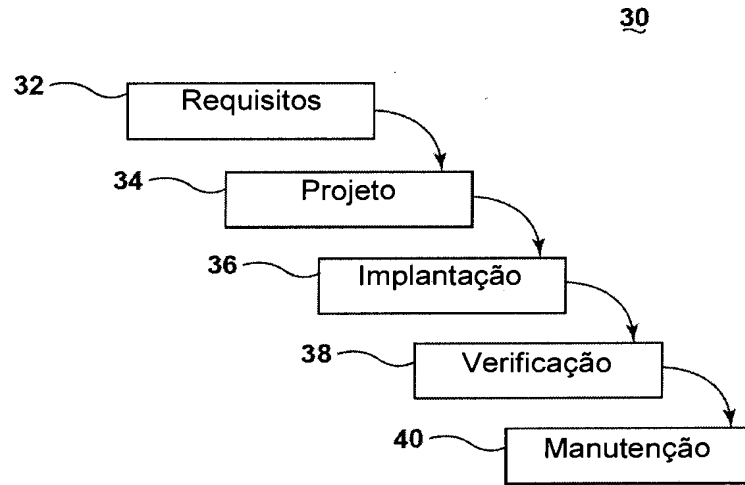 30
32 Requisitos
34 Projeto
36 Implantação
38 Verificação
40 Manutenção